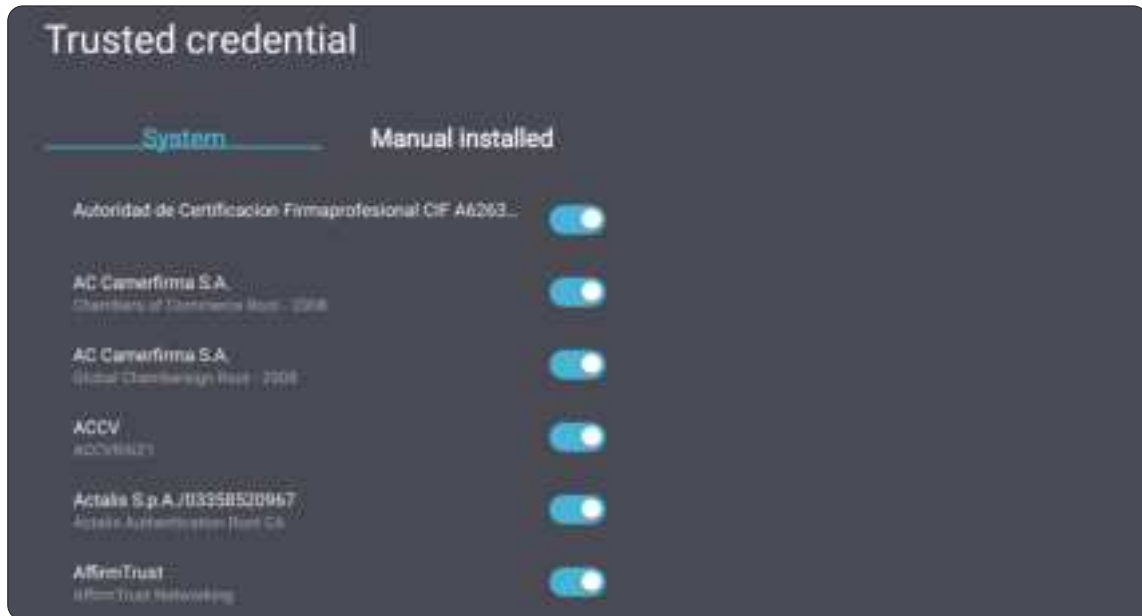 Trusted credential
System
Manual installed
Autoridad de Certificacion Firmaprofesional CIF A6263...
AC Camerfirma S.A.
Chambers of Commerce Root - 2008
AC Camerfirma S.A.
Global Chambersign Root - 2008
ACCV
ACCVRAIZ1
Actalis S.p.A./03358520967
Actalis Authentication Root CA
AffirmTrust
AffirmTrust Networking